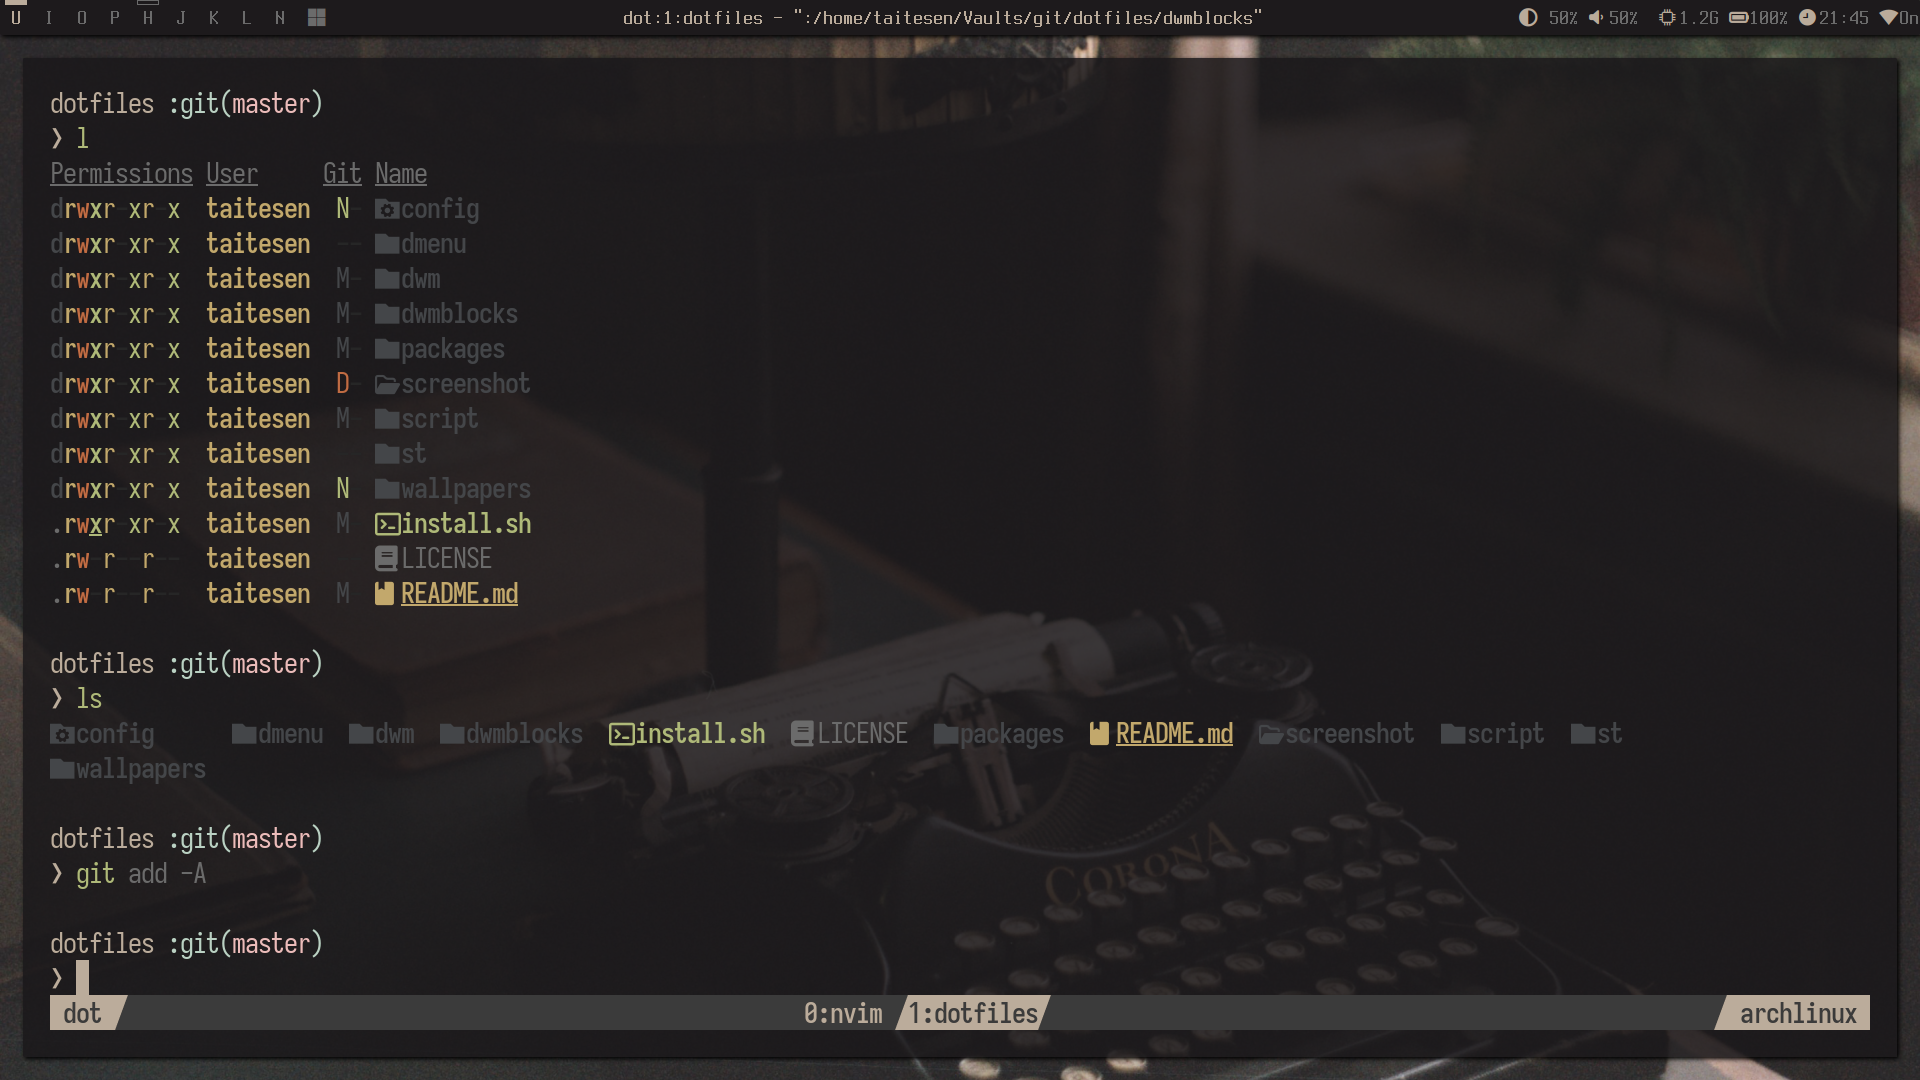 U I O P H J K L N dot:1:dotfiles - ":/home/taitesen/Vaults/git/dotfiles/dwmblocks" 50% 50% 1.2G 100% 21:45 On
dotfiles :git(master)
❯ l
Permissions User Git Name
drwxr-xr-x taitesen N- config
drwxr-xr-x taitesen -- dmenu
drwxr-xr-x taitesen M- dwm
drwxr-xr-x taitesen M- dwmblocks
drwxr-xr-x taitesen M- packages
drwxr-xr-x taitesen D- screenshot
drwxr-xr-x taitesen M- script
drwxr-xr-x taitesen -- st
drwxr-xr-x taitesen N- wallpapers
.rwxr-xr-x taitesen M- install.sh
.rw-r--r-- taitesen -- LICENSE
.rw-r--r-- taitesen M- README.md
dotfiles :git(master)
❯ ls
config dmenu dwm dwmblocks install.sh LICENSE packages README.md screenshot script st
wallpapers
dotfiles :git(master)
❯ git add -A
dotfiles :git(master)
❯
dot 0:nvim 1:dotfiles archlinux
CORONA